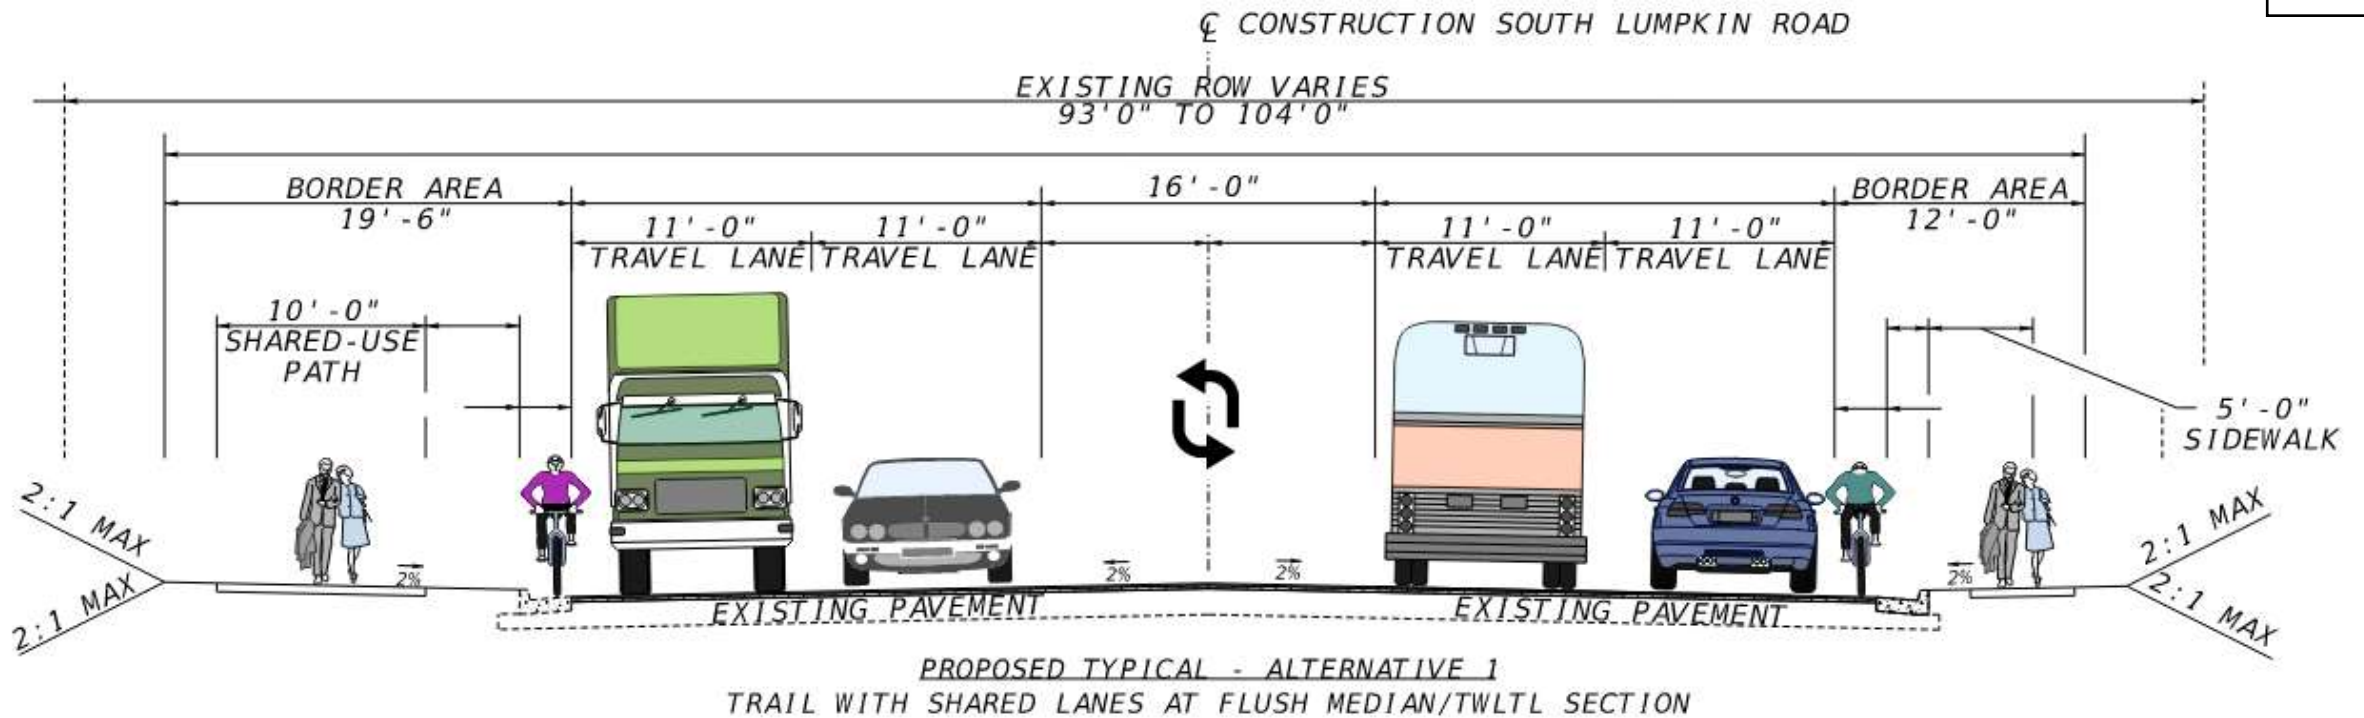 ℄ CONSTRUCTION SOUTH LUMPKIN ROAD
EXISTING ROW VARIES
93'0" TO 104'0"
BORDER AREA
19'-6"
16'-0"
BORDER AREA
12'-0"
11'-0"
TRAVEL LANE
11'-0"
TRAVEL LANE
11'-0"
TRAVEL LANE
11'-0"
TRAVEL LANE
10'-0"
SHARED-USE
PATH
5'-0"
SIDEWALK
2:1 MAX
2:1 MAX
2%
2%
2%
2%
2:1 MAX
2:1 MAX
EXISTING PAVEMENT
EXISTING PAVEMENT
PROPOSED TYPICAL - ALTERNATIVE 1
TRAIL WITH SHARED LANES AT FLUSH MEDIAN/TWLTL SECTION